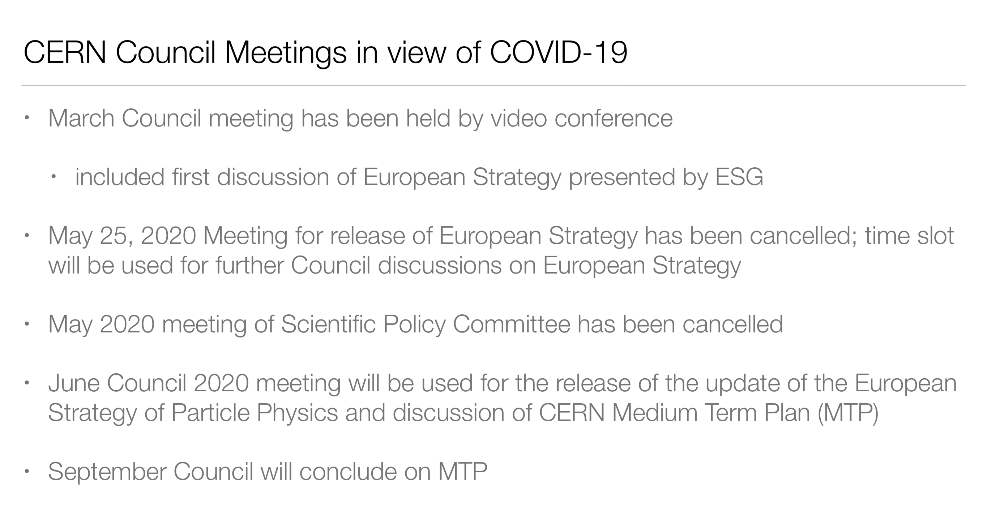 CERN Council Meetings in view of COVID-19
• March Council meeting has been held by video conference
• included first discussion of European Strategy presented by ESG
• May 25, 2020 Meeting for release of European Strategy has been cancelled; time slot
will be used for further Council discussions on European Strategy
• May 2020 meeting of Scientific Policy Committee has been cancelled
• June Council 2020 meeting will be used for the release of the update of the European
Strategy of Particle Physics and discussion of CERN Medium Term Plan (MTP)
• September Council will conclude on MTP